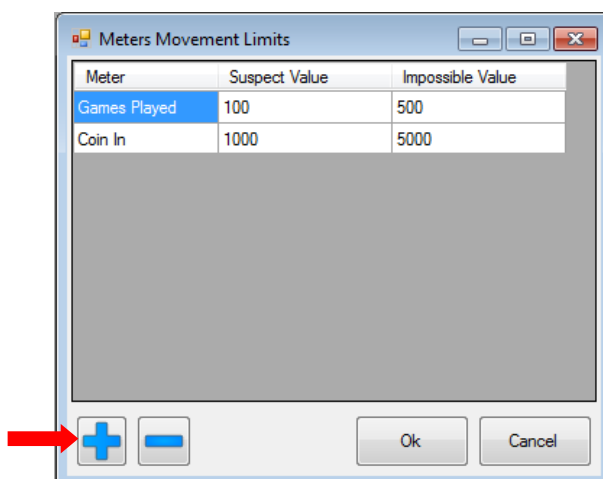 Meters Movement Limits
Meter Suspect Value Impossible Value
Games Played 100 500
Coin In 1000 5000
Ok Cancel